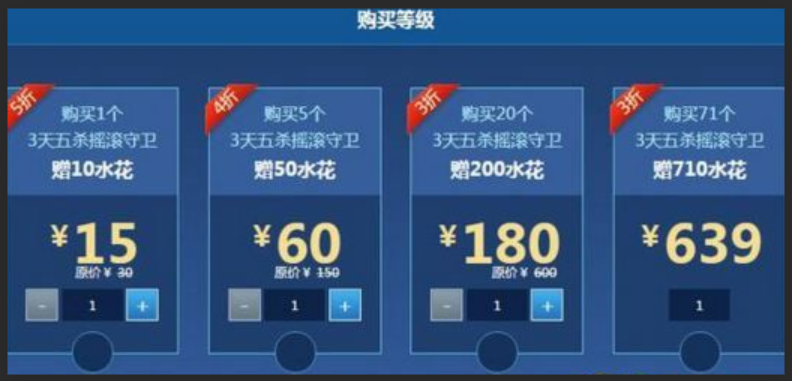 购买等级
5折
购买1个
3天五杀摇滚守卫
赠10水花
¥15
原价¥ 30
－ 1 ＋
4折
购买5个
3天五杀摇滚守卫
赠50水花
¥60
原价¥ 150
－ 1 ＋
3折
购买20个
3天五杀摇滚守卫
赠200水花
¥180
原价¥ 600
－ 1 ＋
3折
购买71个
3天五杀摇滚守卫
赠710水花
¥639
1